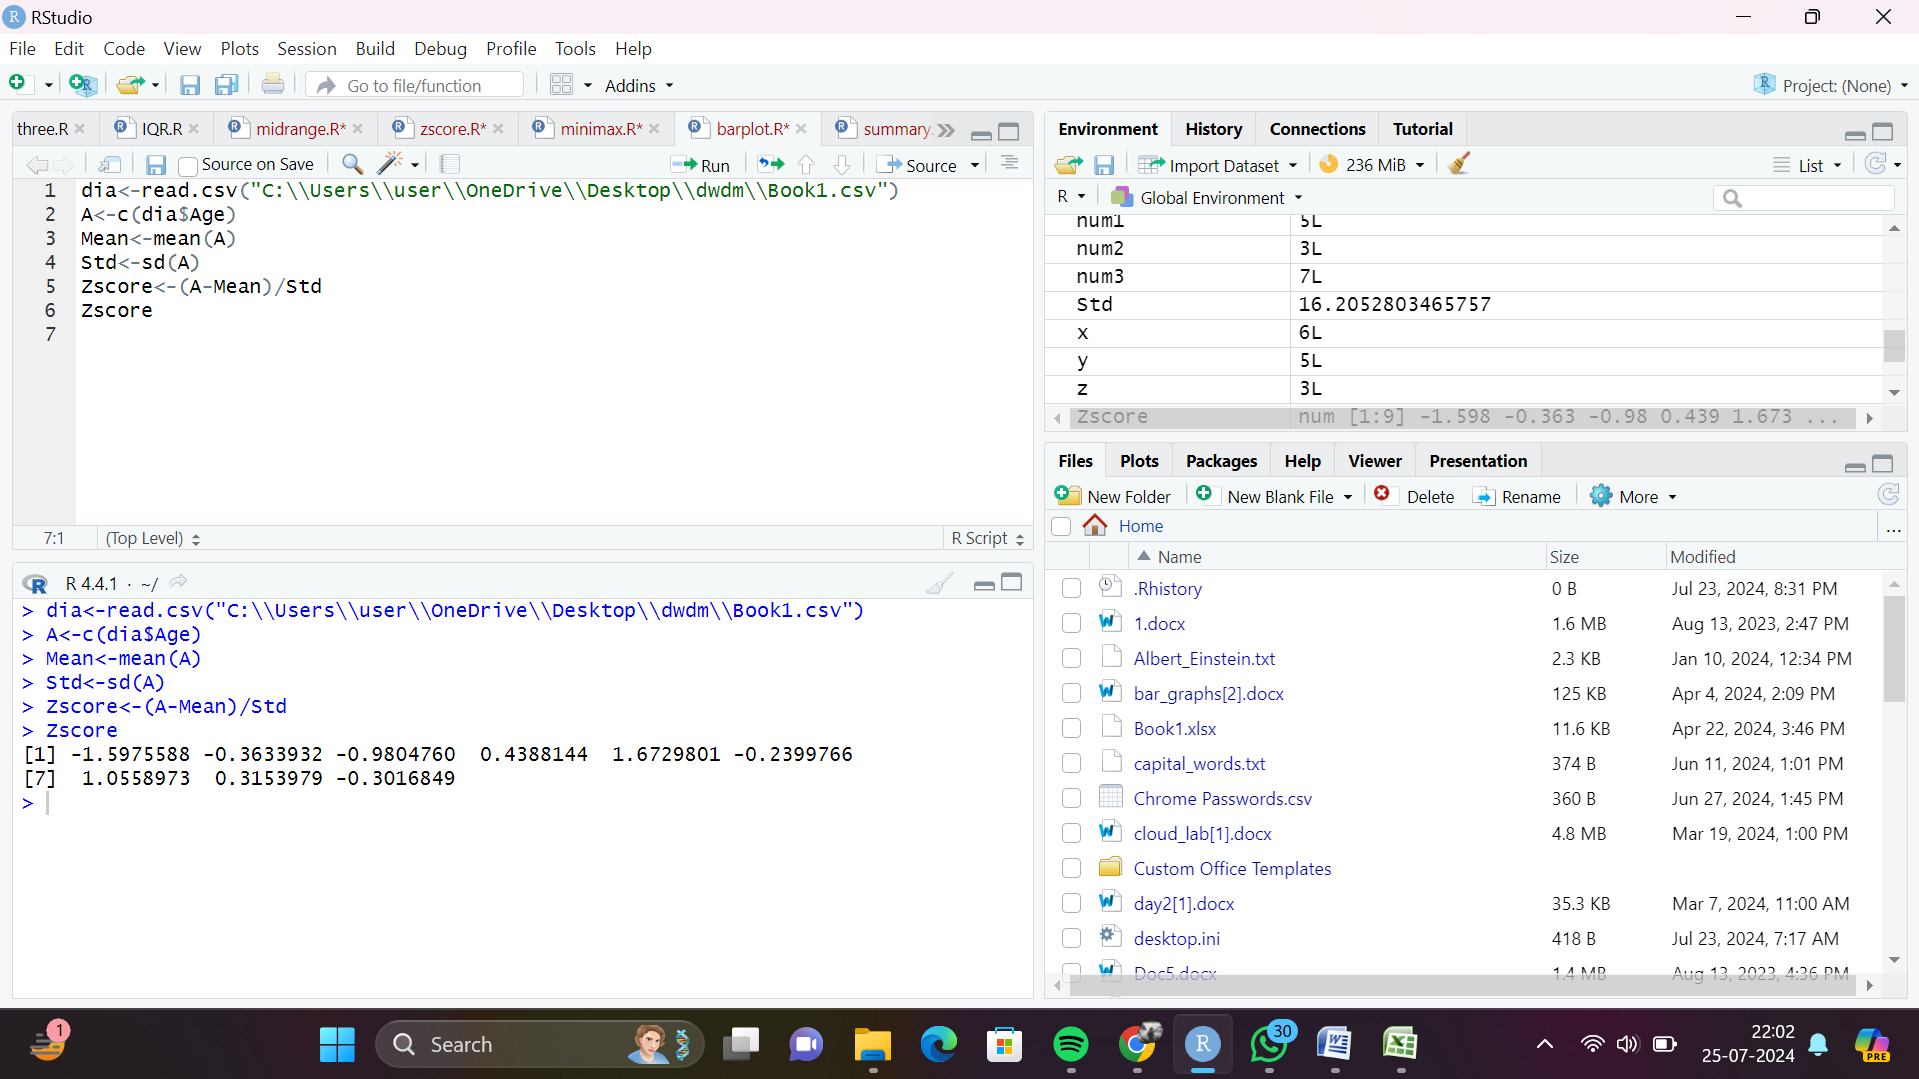 RStudio
File Edit Code View Plots Session Build Debug Profile Tools Help
Go to file/function Addins Project: (None)
three.R IQR.R midrange.R* zscore.R* minimax.R* barplot.R* summary.
Source on Save Run Source
1 dia<-read.csv("C:\\Users\\user\\OneDrive\\Desktop\\dwdm\\Book1.csv")
2 A<-c(dia$Age)
3 Mean<-mean(A)
4 Std<-sd(A)
5 Zscore<-(A-Mean)/Std
6 Zscore
7
7:1 (Top Level) R Script
R 4.4.1 · ~/
> dia<-read.csv("C:\\Users\\user\\OneDrive\\Desktop\\dwdm\\Book1.csv")
> A<-c(dia$Age)
> Mean<-mean(A)
> Std<-sd(A)
> Zscore<-(A-Mean)/Std
> Zscore
[1] -1.5975588 -0.3633932 -0.9804760 0.4388144 1.6729801 -0.2399766
[7] 1.0558973 0.3153979 -0.3016849
>
Environment History Connections Tutorial
Import Dataset 236 MiB List
R Global Environment
num1 5L
num2 3L
num3 7L
Std 16.2052803465757
x 6L
y 5L
z 3L
Zscore num [1:9] -1.598 -0.363 -0.98 0.439 1.673 ...
Files Plots Packages Help Viewer Presentation
New Folder New Blank File Delete Rename More
Home ...
Name Size Modified
.Rhistory 0 B Jul 23, 2024, 8:31 PM
1.docx 1.6 MB Aug 13, 2023, 2:47 PM
Albert_Einstein.txt 2.3 KB Jan 10, 2024, 12:34 PM
bar_graphs[2].docx 125 KB Apr 4, 2024, 2:09 PM
Book1.xlsx 11.6 KB Apr 22, 2024, 3:46 PM
capital_words.txt 374 B Jun 11, 2024, 1:01 PM
Chrome Passwords.csv 360 B Jun 27, 2024, 1:45 PM
cloud_lab[1].docx 4.8 MB Mar 19, 2024, 1:00 PM
Custom Office Templates
day2[1].docx 35.3 KB Mar 7, 2024, 11:00 AM
desktop.ini 418 B Jul 23, 2024, 7:17 AM
Doc5.docx 1.4 MB Aug 13, 2023, 4:36 PM
1 Search 30 22:02 PRE
25-07-2024